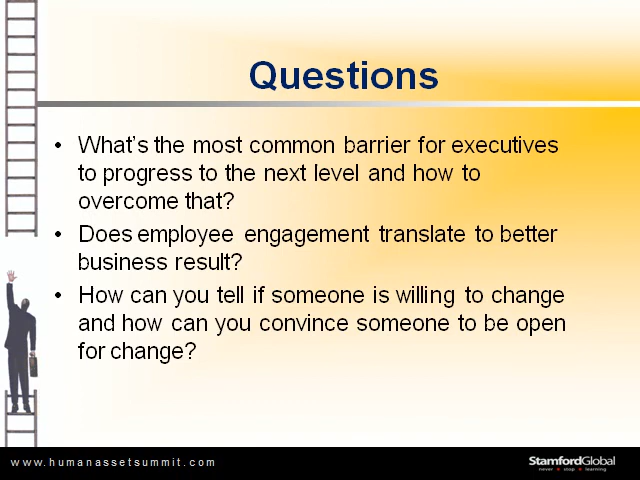 Questions
• What's the most common barrier for executives
to progress to the next level and how to
overcome that?
• Does employee engagement translate to better
business result?
• How can you tell if someone is willing to change
and how can you convince someone to be open
for change?
www.humanassetsummit.com
StamfordGlobal
never • stop • learning